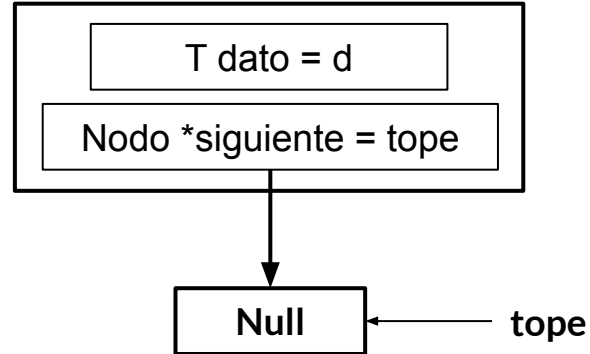 T dato = d
Nodo *siguiente = tope
Null
tope